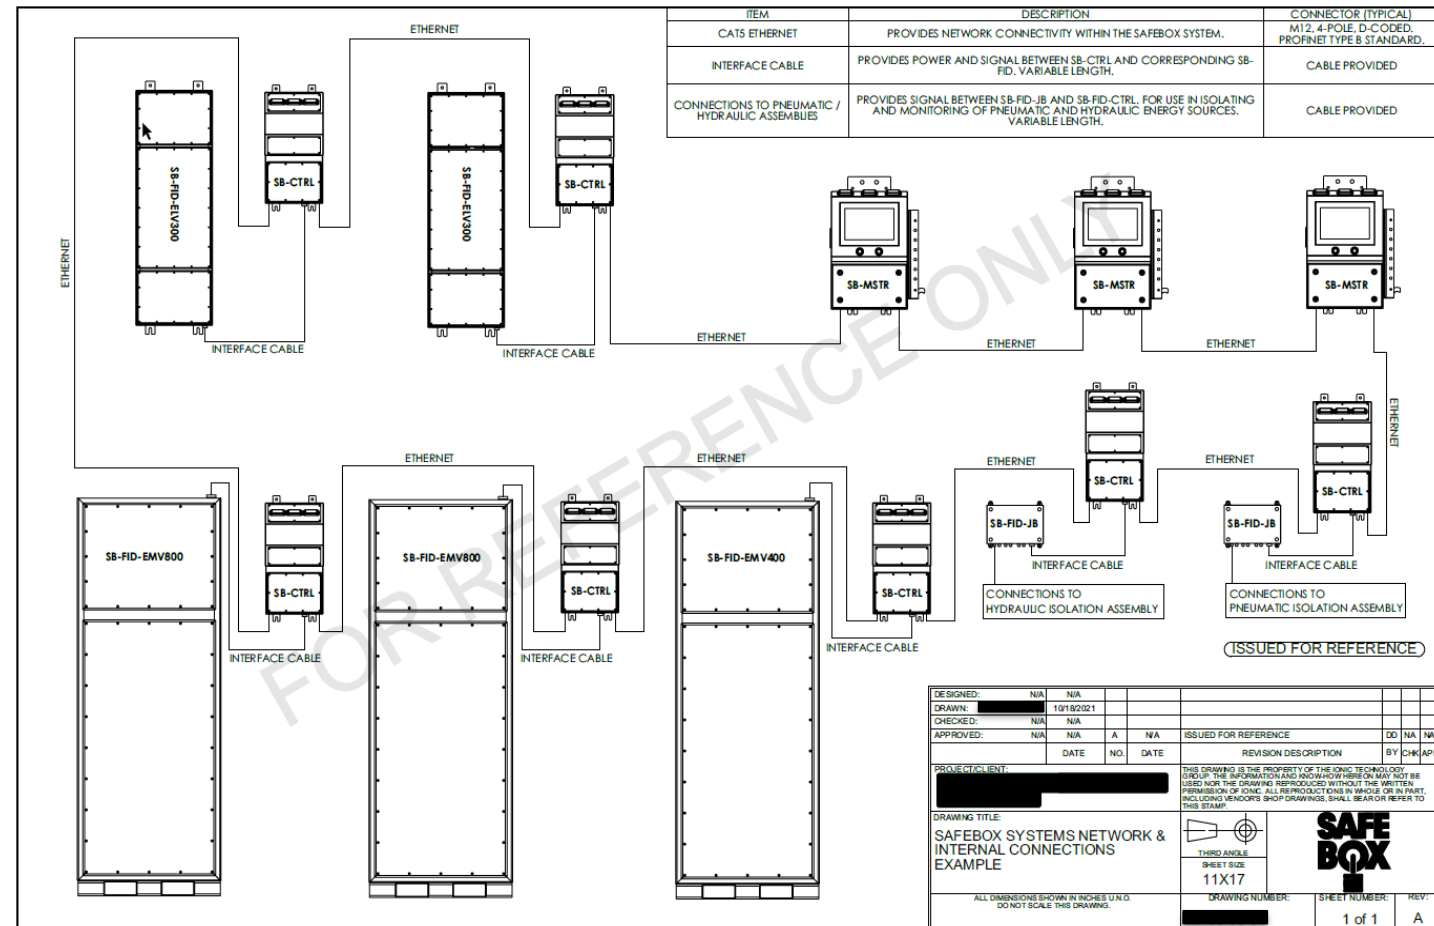 ITEM DESCRIPTION CONNECTOR (TYPICAL)
CAT5 ETHERNET PROVIDES NETWORK CONNECTIVITY WITHIN THE SAFEBOX SYSTEM. M12, 4-POLE, D-CODED.
PROFINET TYPE B STANDARD.
INTERFACE CABLE PROVIDES POWER AND SIGNAL BETWEEN SB-CTRL AND CORRESPONDING SB-
FID. VARIABLE LENGTH. CABLE PROVIDED
CONNECTIONS TO PNEUMATIC /
HYDRAULIC ASSEMBLIES
PROVIDES SIGNAL BETWEEN SB-FID-JB AND SB-FID-CTRL. FOR USE IN ISOLATING
AND MONITORING OF PNEUMATIC AND HYDRAULIC ENERGY SOURCES.
VARIABLE LENGTH.
CABLE PROVIDED
ETHERNET
ETHERNET
SB-FID-ELV300
SB-CTRL
SB-FID-ELV300
SB-CTRL
INTERFACE CABLE
INTERFACE CABLE
SB-MSTR
SB-MSTR
SB-MSTR
ETHERNET
ETHERNET
ETHERNET
ETHERNET
FOR REFERENCE ONLY
ETHERNET
ETHERNET
ETHERNET
ETHERNET
SB-FID-EMV800
SB-CTRL
SB-FID-EMV800
SB-CTRL
SB-FID-EMV400
SB-CTRL
SB-CTRL
SB-CTRL
SB-FID-JB
SB-FID-JB
INTERFACE CABLE
INTERFACE CABLE
CONNECTIONS TO
HYDRAULIC ISOLATION ASSEMBLY
CONNECTIONS TO
PNEUMATIC ISOLATION ASSEMBLY
INTERFACE CABLE
INTERFACE CABLE
INTERFACE CABLE
ISSUED FOR REFERENCE
DESIGNED: N/A N/A
DRAWN: 10/18/2021
CHECKED: N/A N/A
APPROVED: N/A N/A A N/A ISSUED FOR REFERENCE DD NA NA
DATE NO. DATE REVISION DESCRIPTION BY CHK AP
PROJECT/CLIENT:
THIS DRAWING IS THE PROPERTY OF THE IONIC TECHNOLOGY
GROUP. THE INFORMATION AND KNOW-HOW HEREON MAY NOT BE
USED NOR THE DRAWING REPRODUCED WITHOUT THE WRITTEN
PERMISSION OF IONIC. ALL REPRODUCTIONS IN WHOLE OR IN PART,
INCLUDING VENDOR'S SHOP DRAWINGS, SHALL BEAR OR REFER TO
THIS STAMP.
DRAWING TITLE:
SAFEBOX SYSTEMS NETWORK &
INTERNAL CONNECTIONS
EXAMPLE
THIRD ANGLE
SHEET SIZE
11X17
SAFE
BOX
ALL DIMENSIONS SHOWN IN INCHES U.N.O.
DO NOT SCALE THIS DRAWING.
DRAWING NUMBER:
SHEET NUMBER:
1 of 1
REV:
A